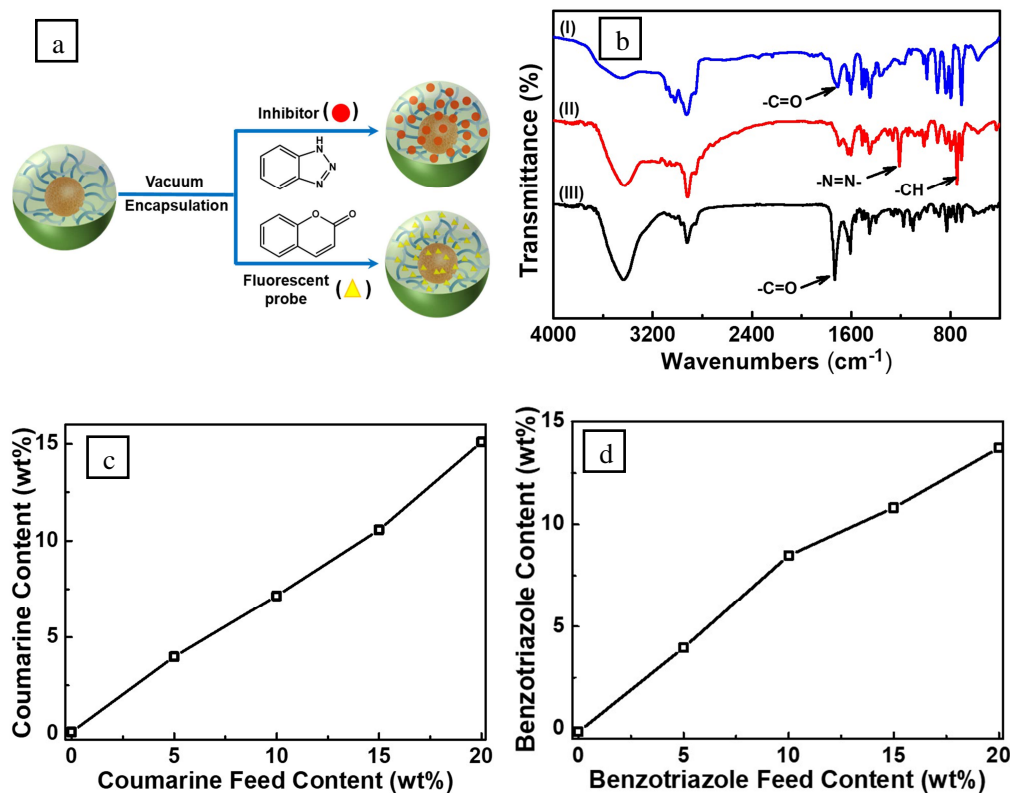 a
Inhibitor (
)
H
N
N
N
Vacuum
Encapsulation
O
O
Fluorescent
probe
(
)
b
(I)
-C=O
(II)
-N=N-
-CH
(III)
-C=O
Transmittance (%)
4000
3200
2400
1600
800
Wavenumbers (cm⁻¹)
c
Coumarine Content (wt%)
15
10
5
0
0
5
10
15
20
Coumarine Feed Content (wt%)
d
Benzotriazole Content (wt%)
15
10
5
0
0
5
10
15
20
Benzotriazole Feed Content (wt%)